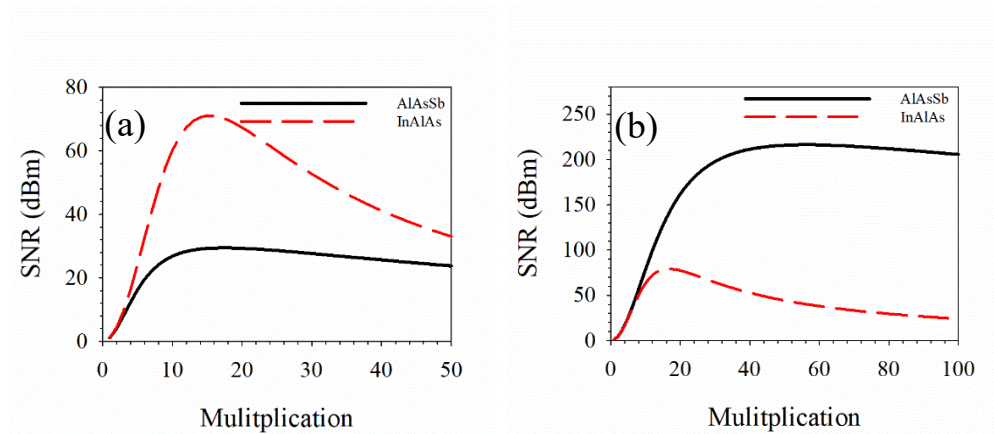 (a)
AlAsSb
InAlAs
SNR (dBm)
80
60
40
20
0
0 10 20 30 40 50
Mulitplication
(b)
AlAsSb
InAlAs
SNR (dBm)
250
200
150
100
50
0
0 20 40 60 80 100
Mulitplication